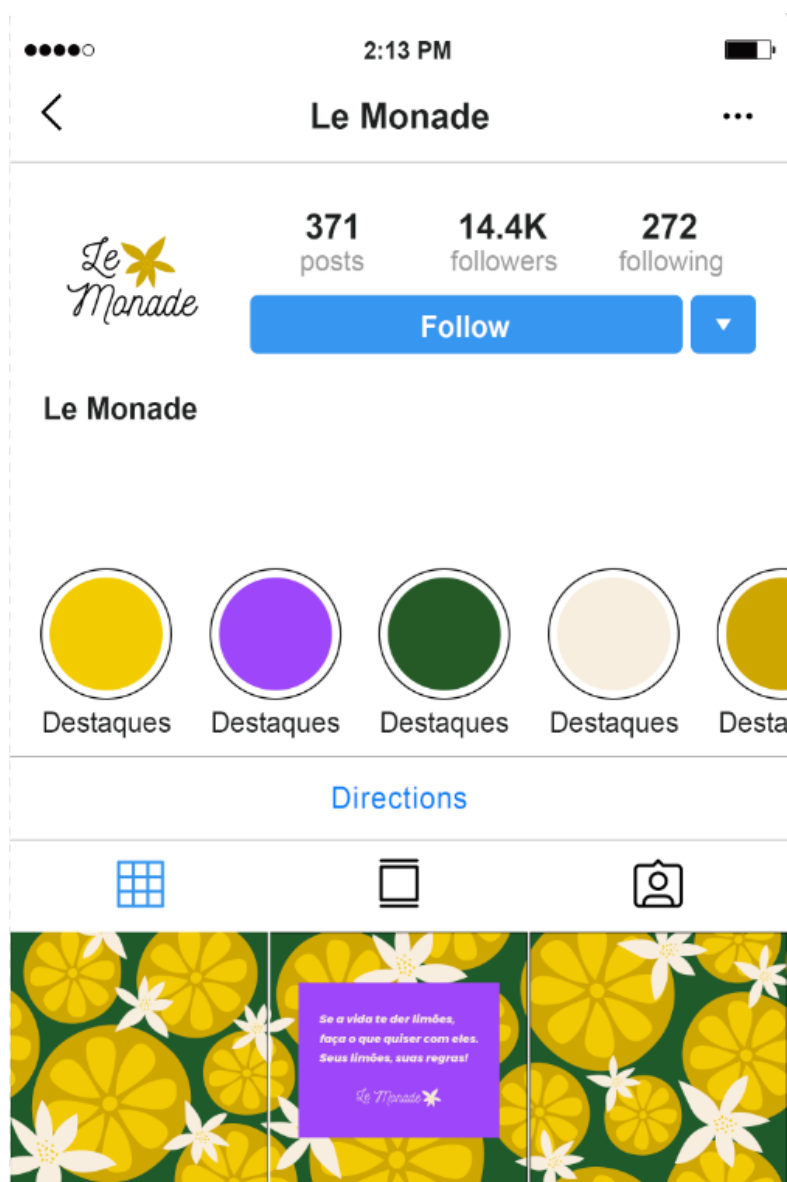 2:13 PM
Le Monade
371 14.4K 272
posts followers following
Le
Monade
Follow
Le Monade
Destaques Destaques Destaques Destaques Desta
Directions
Se a vida te der limões,
faça o que quiser com eles.
Seus limões, suas regras!
Le Monade